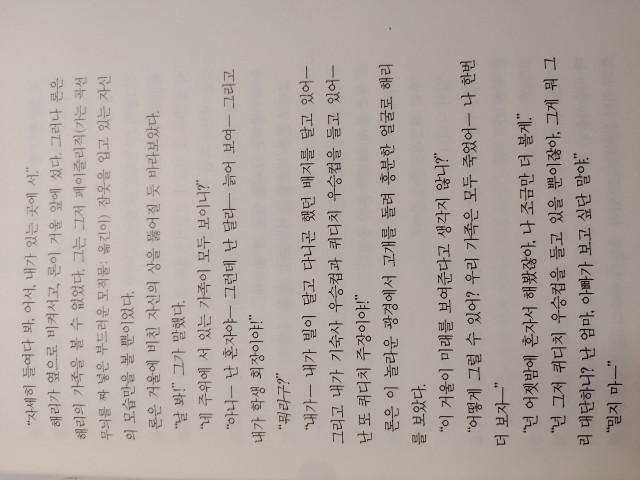 “자세히 들여다 봐, 어서, 내가 있는 곳에 서.”
해리가 옆으로 비켜서고, 론이 거울 앞에 섰다. 그러나 론은
해리의 가족을 볼 수 없었다. 그는 그저 페이즐리직(가는 곡선
무늬를 짜 넣은 부드러운 모직물: 옮긴이) 잠옷을 입고 있는 자신
의 모습만을 볼 뿐이었다.
론은 거울에 비친 자신의 상을 뚫어질 듯 바라보았다.
“날 봐!” 그가 말했다.
“네 주위에 서 있는 가족이 모두 보이니?”
“아니― 난 혼자야― 그런데 난 달라― 늙어 보여― 그리고
내가 학생 회장이야!”
“뭐라구?”
“내가― 내가 빌이 달고 다니곤 했던 배지를 달고 있어―
그리고 내가 기숙사 우승컵과 퀴디치 우승컵을 들고 있어―
난 또 퀴디치 주장이야!”
론은 이 놀라운 광경에서 고개를 돌려 흥분한 얼굴로 해리
를 보았다.
“이 거울이 미래를 보여준다고 생각지 않니?”
“어떻게 그럴 수 있어? 우리 가족은 모두 죽었어― 나 한번
더 보자―”
“넌 어젯밤에 혼자서 해봤잖아, 나 조금만 더 볼게.”
“넌 그저 퀴디치 우승컵을 들고 있을 뿐이잖아, 그게 뭐 그
리 대단하니? 난 엄마, 아빠가 보고 싶단 말야.”
“밀지 마―”